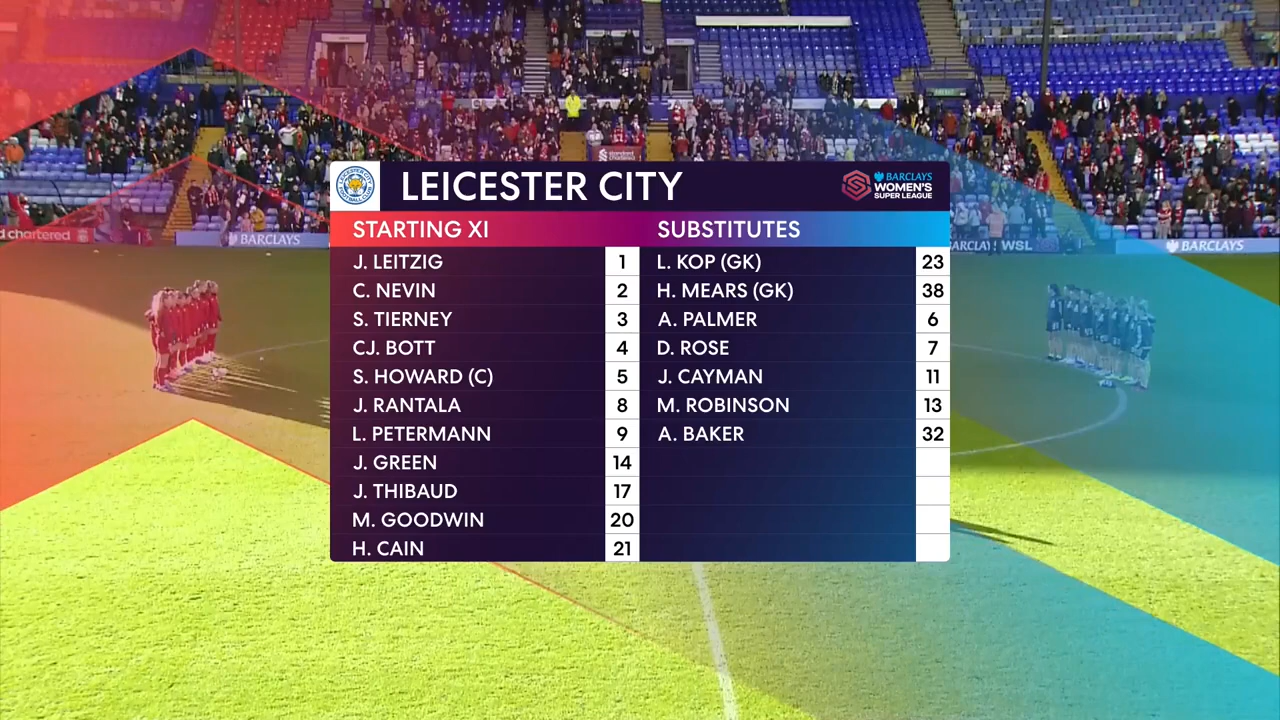 LEICESTER CITY
BARCLAYS
WOMEN'S
SUPER LEAGUE
STARTING XI
J. LEITZIG 1
C. NEVIN 2
S. TIERNEY 3
CJ. BOTT 4
S. HOWARD (C) 5
J. RANTALA 8
L. PETERMANN 9
J. GREEN 14
J. THIBAUD 17
M. GOODWIN 20
H. CAIN 21
SUBSTITUTES
L. KOP (GK) 23
H. MEARS (GK) 38
A. PALMER 6
D. ROSE 7
J. CAYMAN 11
M. ROBINSON 13
A. BAKER 32
standard
d chartered
BARCLAYS
WSL
BARCLAYS